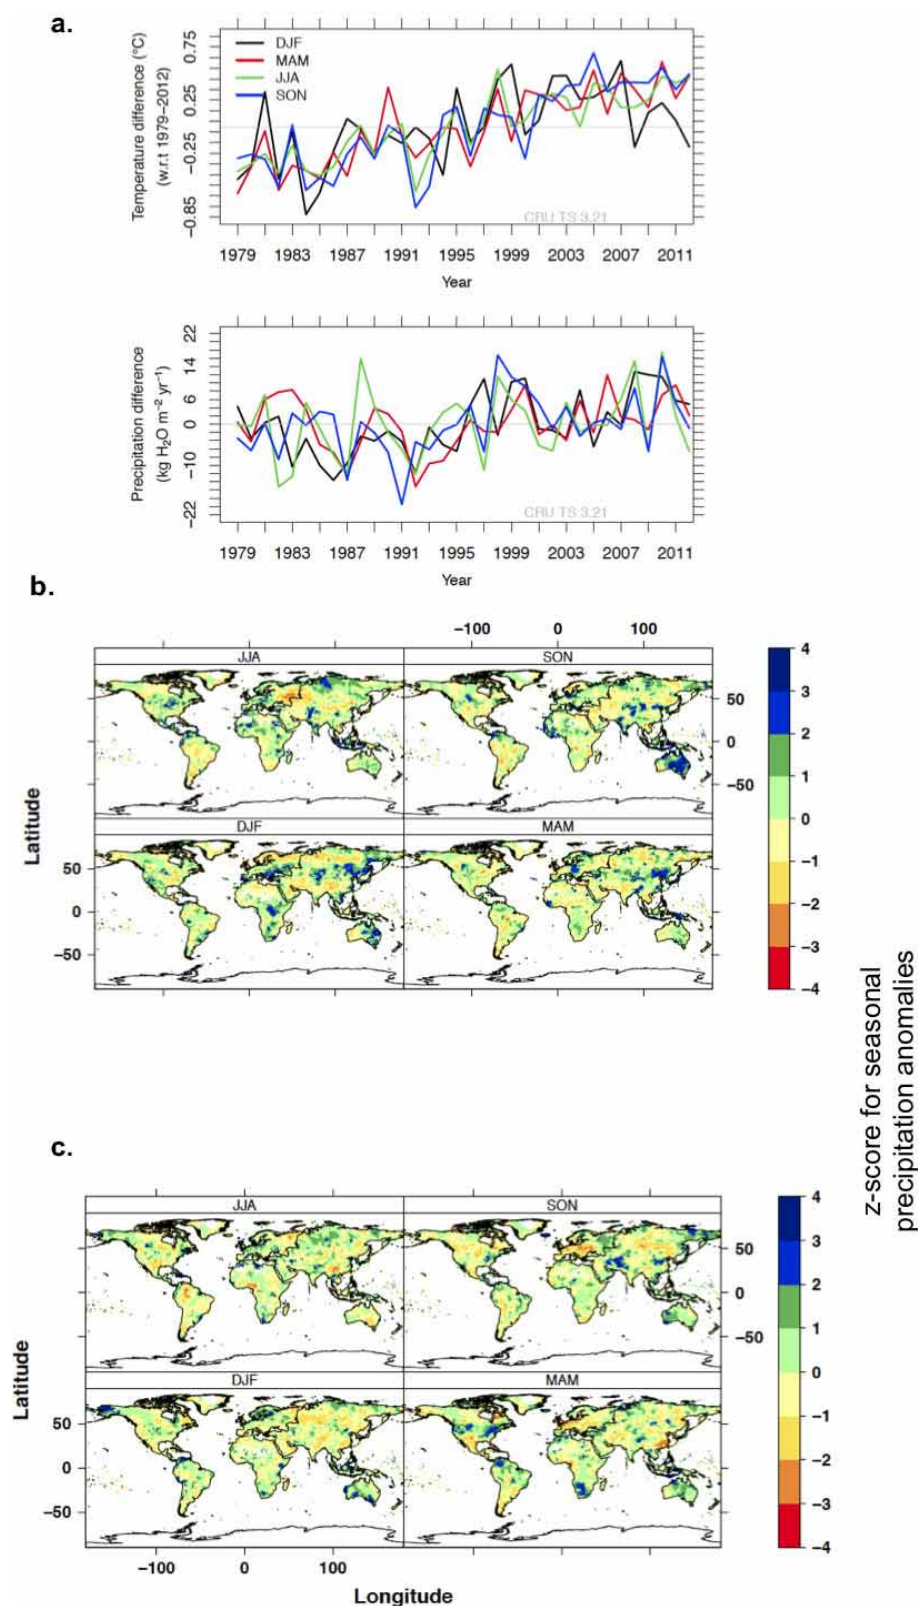 a.
Temperature difference (°C)
(w.r.t 1979–2012)
0.75
0.25
−0.25
−0.85
DJF
MAM
JJA
SON
CRU TS 3.21
1979 1983 1987 1991 1995 1999 2003 2007 2011
Year
Precipitation difference
(kg H₂O m⁻² yr⁻¹)
22
14
6
0
−10
−22
CRU TS 3.21
1979 1983 1987 1991 1995 1999 2003 2007 2011
Year
b.
−100 0 100
JJA SON
50
0
−50
DJF MAM
50
0
−50
Latitude
4
3
2
1
0
−1
−2
−3
−4
z-score for seasonal
precipitation anomalies
c.
JJA SON
50
0
−50
DJF MAM
50
0
−50
Latitude
−100 0 100
Longitude
4
3
2
1
0
−1
−2
−3
−4